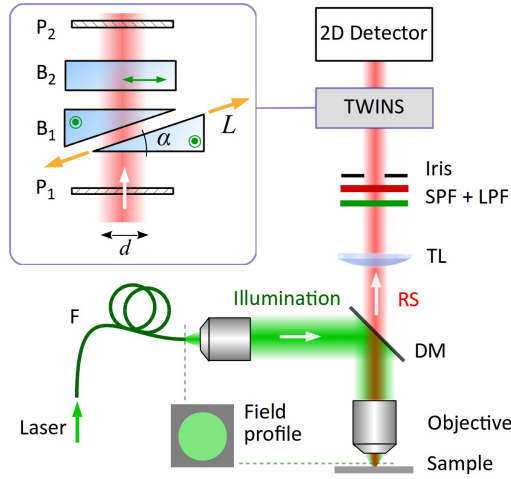 P2
B2
B1
α
L
P1
d
2D Detector
TWINS
Iris
SPF + LPF
TL
RS
Illumination
F
DM
Laser
Field
profile
Objective
Sample